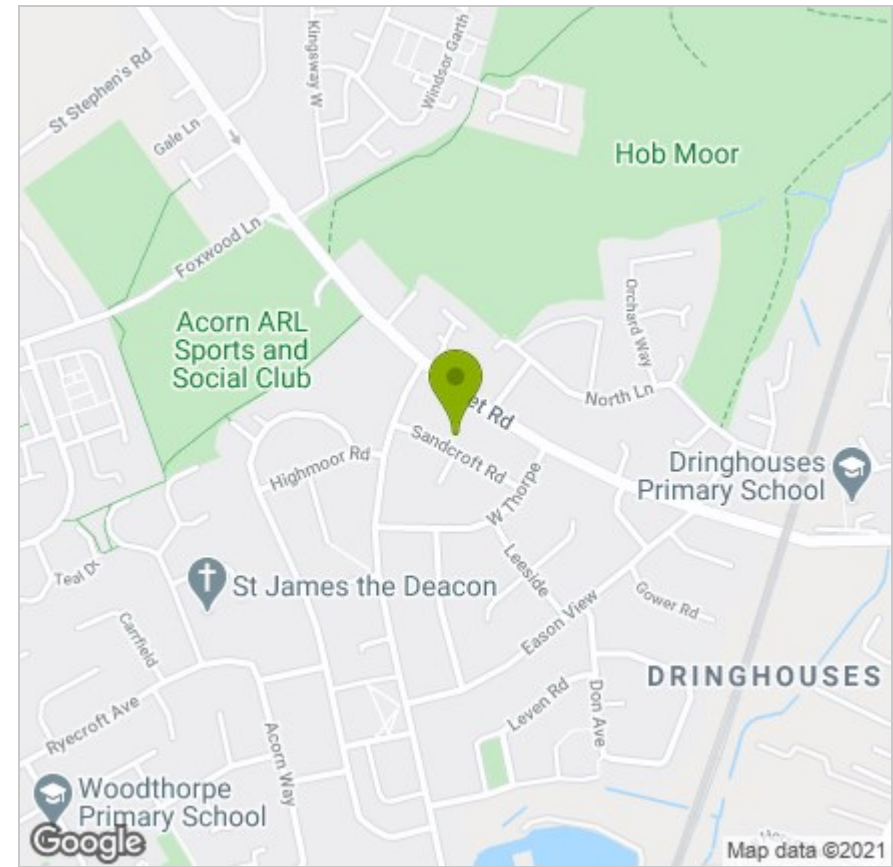 St Stephen's Rd
Kingsway W
Windsor Garth
Gale Ln
Hob Moor
Foxwood Ln
Orchard Way
Acorn ARL
Sports and
Social Club
et Rd
North Ln
Sandcroft Rd
Highmoor Rd
Dringhouses
Primary School
W Thorpe
Leeside
Teal D
St James the Deacon
Gower Rd
Eason View
Carrfield
DRINGHOUSES
Leven Rd
Don Ave
Ryecroft Ave
Acorn Way
Woodthorpe
Primary School
Google
Map data ©2021